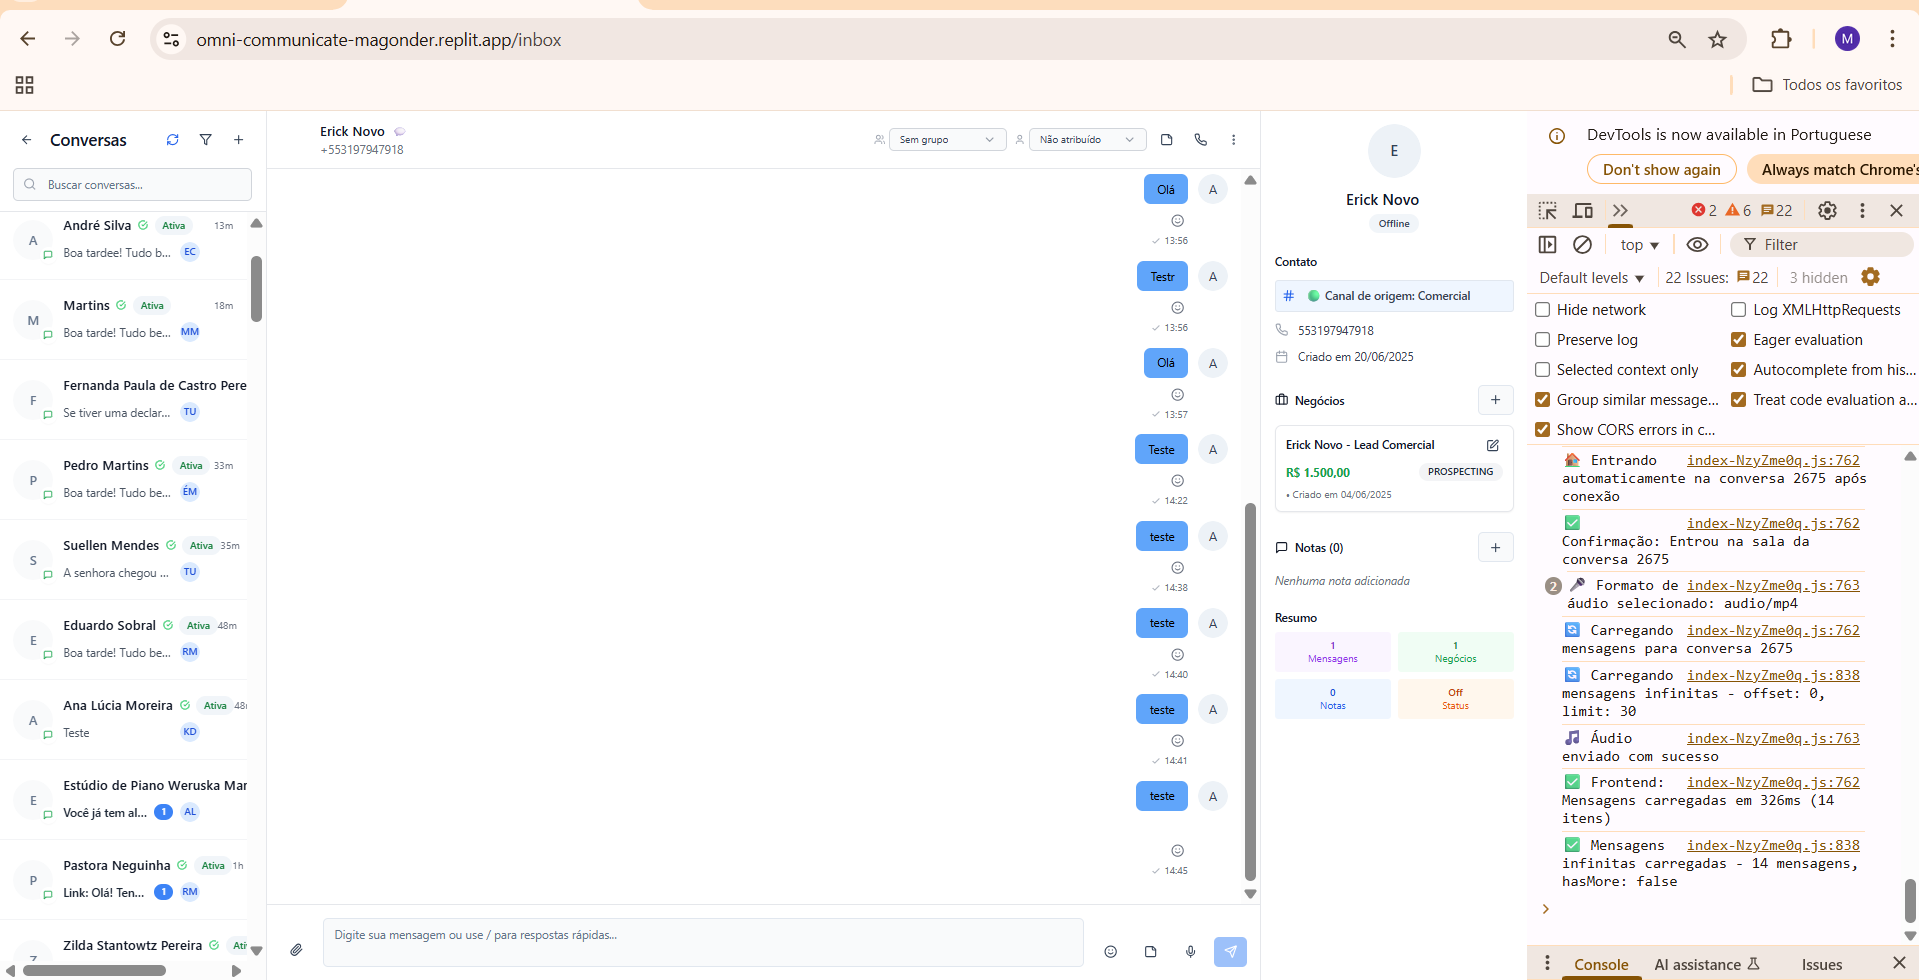 omni-communicate-magonder.replit.app/inbox
M
Todos os favoritos
Conversas
Buscar conversas...
A
André Silva
Ativa
13m
Boa tardee! Tudo b...
EC
M
Martins
Ativa
18m
Boa tarde! Tudo be...
MM
F
Fernanda Paula de Castro Pere
Se tiver uma declar...
TU
P
Pedro Martins
Ativa
33m
Boa tarde! Tudo be...
ÉM
S
Suellen Mendes
Ativa
35m
A senhora chegou ...
TU
E
Eduardo Sobral
Ativa
48m
Boa tarde! Tudo be...
RM
A
Ana Lúcia Moreira
Ativa
48
Teste
KD
E
Estúdio de Piano Weruska Mar
Você já tem al...
1
AL
P
Pastora Neguinha
Ativa
1h
Link: Olá! Ten...
1
RM
Z
Zilda Stantowtz Pereira
Ati
Erick Novo
+553197947918
Sem grupo
Não atribuído
Olá
A
13:56
Testr
A
13:56
Olá
A
13:57
Teste
A
14:22
teste
A
14:38
teste
A
14:40
teste
A
14:41
teste
A
14:45
Digite sua mensagem ou use / para respostas rápidas...
E
Erick Novo
Offline
Contato
# Canal de origem: Comercial
553197947918
Criado em 20/06/2025
Negócios
+
Erick Novo - Lead Comercial
R$ 1.500,00
PROSPECTING
• Criado em 04/06/2025
Notas (0)
+
Nenhuma nota adicionada
Resumo
1
Mensagens
1
Negócios
0
Notas
Off
Status
DevTools is now available in Portuguese
Don't show again
Always match Chrome's
2
6
22
top
Filter
Default levels
22 Issues:
22
3 hidden
Hide network
Log XMLHttpRequests
Preserve log
Eager evaluation
Selected context only
Autocomplete from his...
Group similar message...
Treat code evaluation a...
Show CORS errors in c...
🏠 Entrando index-NzyZme0q.js:762
automaticamente na conversa 2675 após
conexão
✅ index-NzyZme0q.js:762
Confirmação: Entrou na sala da
conversa 2675
2 🎤 Formato de index-NzyZme0q.js:763
áudio selecionado: audio/mp4
🔄 Carregando index-NzyZme0q.js:762
mensagens para conversa 2675
🔄 Carregando index-NzyZme0q.js:838
mensagens infinitas - offset: 0,
limit: 30
🎵 Áudio index-NzyZme0q.js:763
enviado com sucesso
✅ Frontend: index-NzyZme0q.js:762
Mensagens carregadas em 326ms (14
itens)
✅ Mensagens index-NzyZme0q.js:838
infinitas carregadas - 14 mensagens,
hasMore: false
Console
AI assistance
Issues